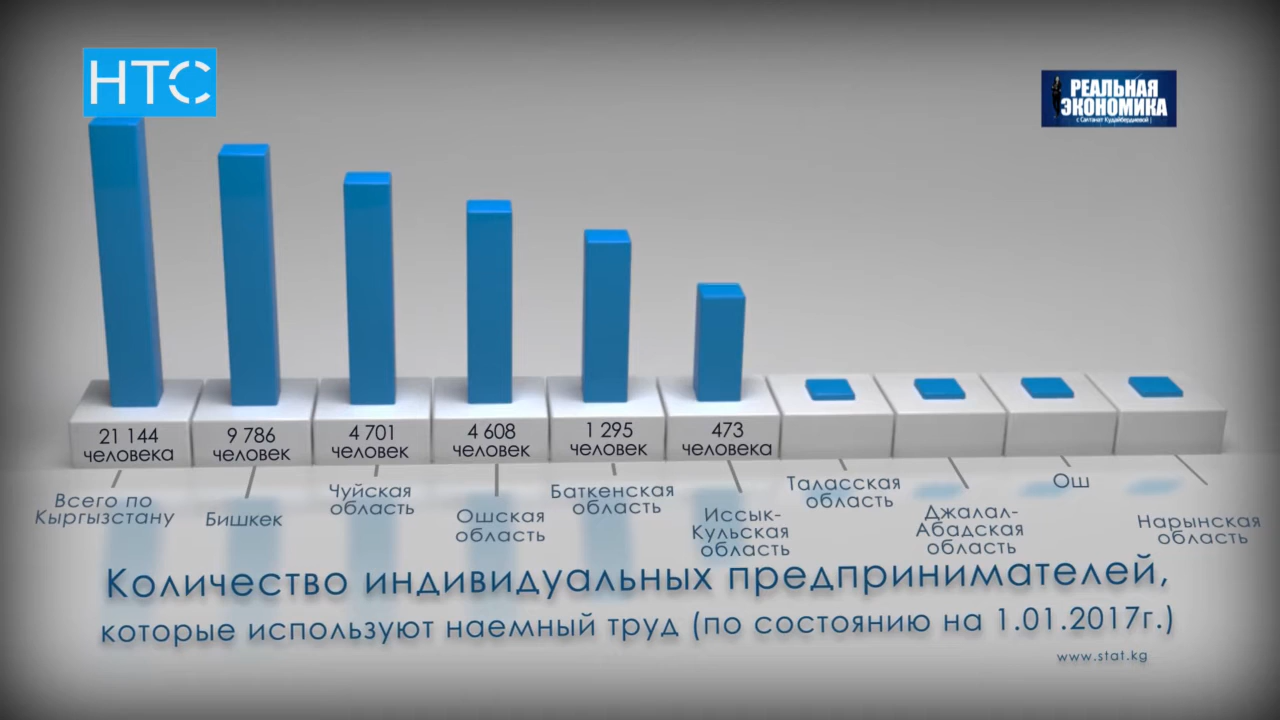 НТС
РЕАЛЬНАЯ
ЭКОНОМИКА
с Салтанат Кудайбердиевой
21 144
человека
9 786
человек
4 701
человек
4 608
человек
1 295
человек
473
человека
Всего по
Кыргызстану
Бишкек
Чуйская
область
Ошская
область
Баткенская
область
Иссык-
Кульская
область
Таласская
область
Джалал-
Абадская
область
Ош
Нарынская
область
Количество индивидуальных предпринимателей,
которые используют наемный труд (по состоянию на 1.01.2017г.)
www.stat.kg